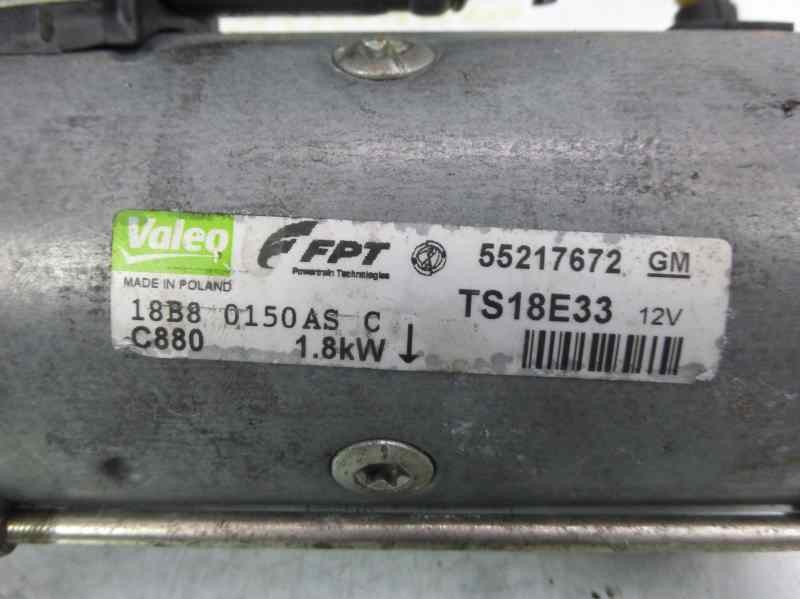 Valeo FPT 55217672 GM
Powertrain Technologies
MADE IN POLAND
18B8 0150AS C TS18E33 12V
C880 1.8kW ↓